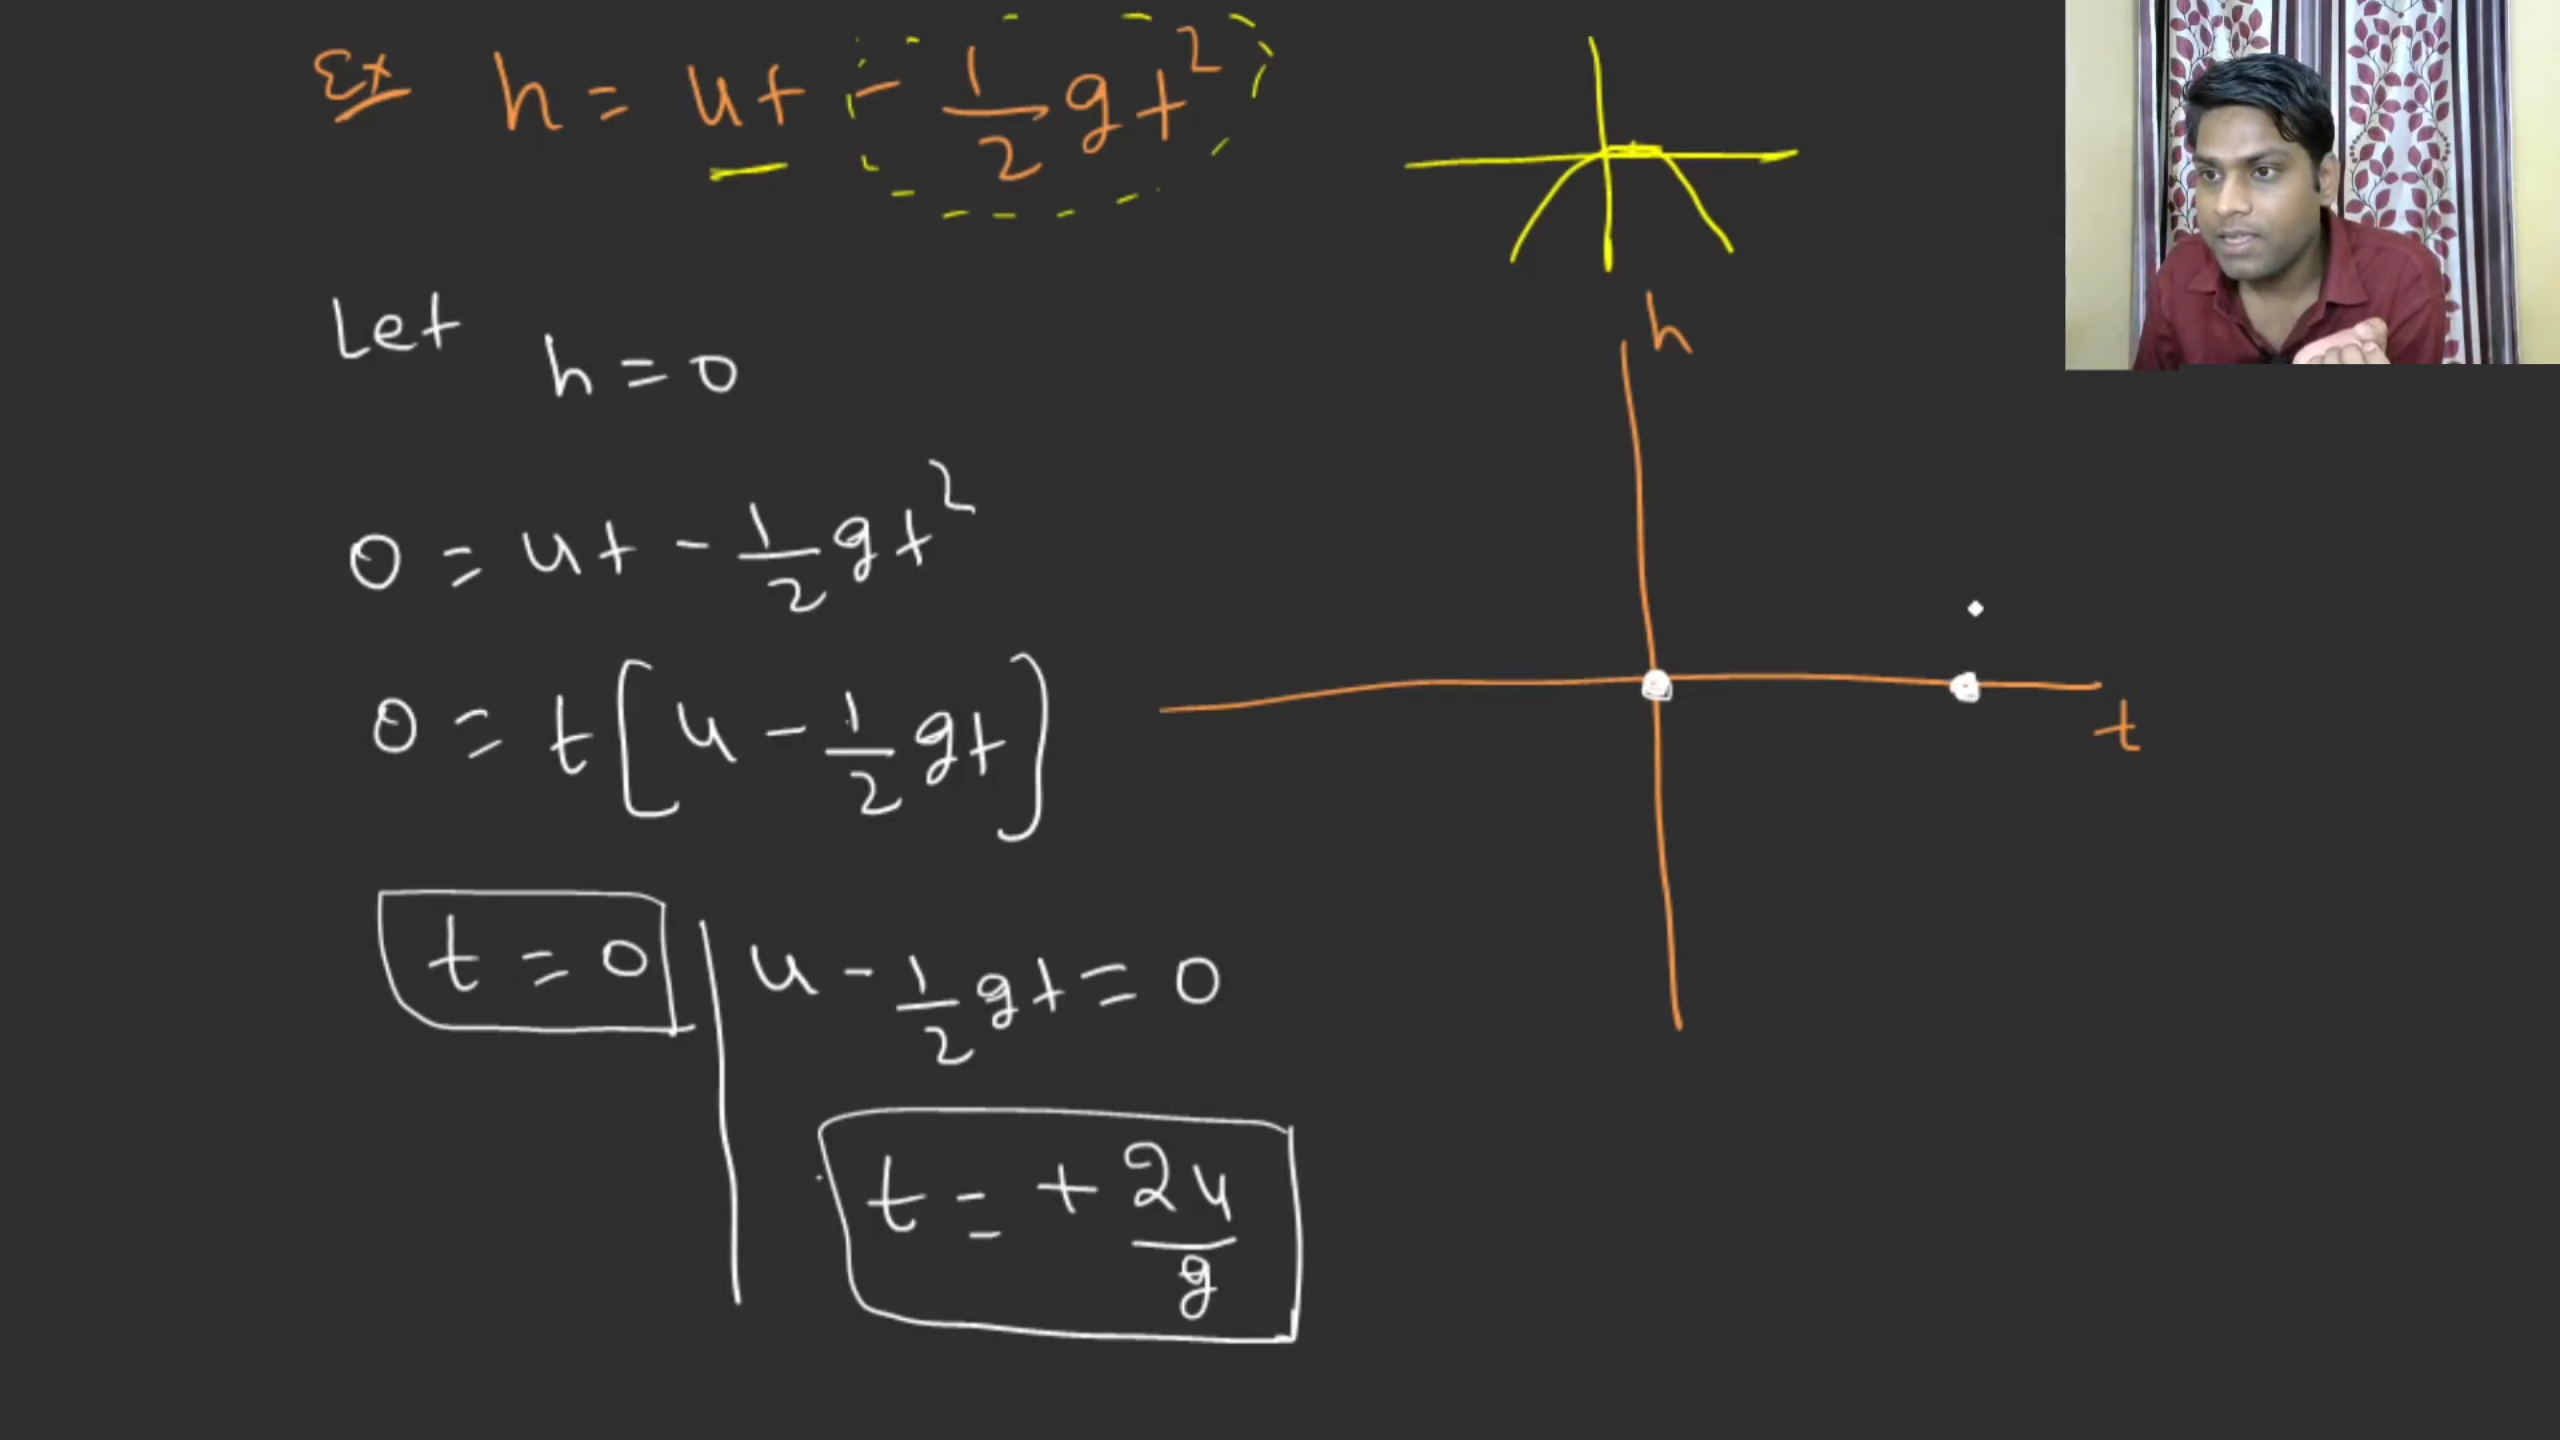 Ex h = ut - 1/2 gt²
Let h = 0
h
0 = ut - 1/2 gt²
0 = t[u - 1/2 gt]
t
t = 0 | u - 1/2 gt = 0
t = + 2u/g